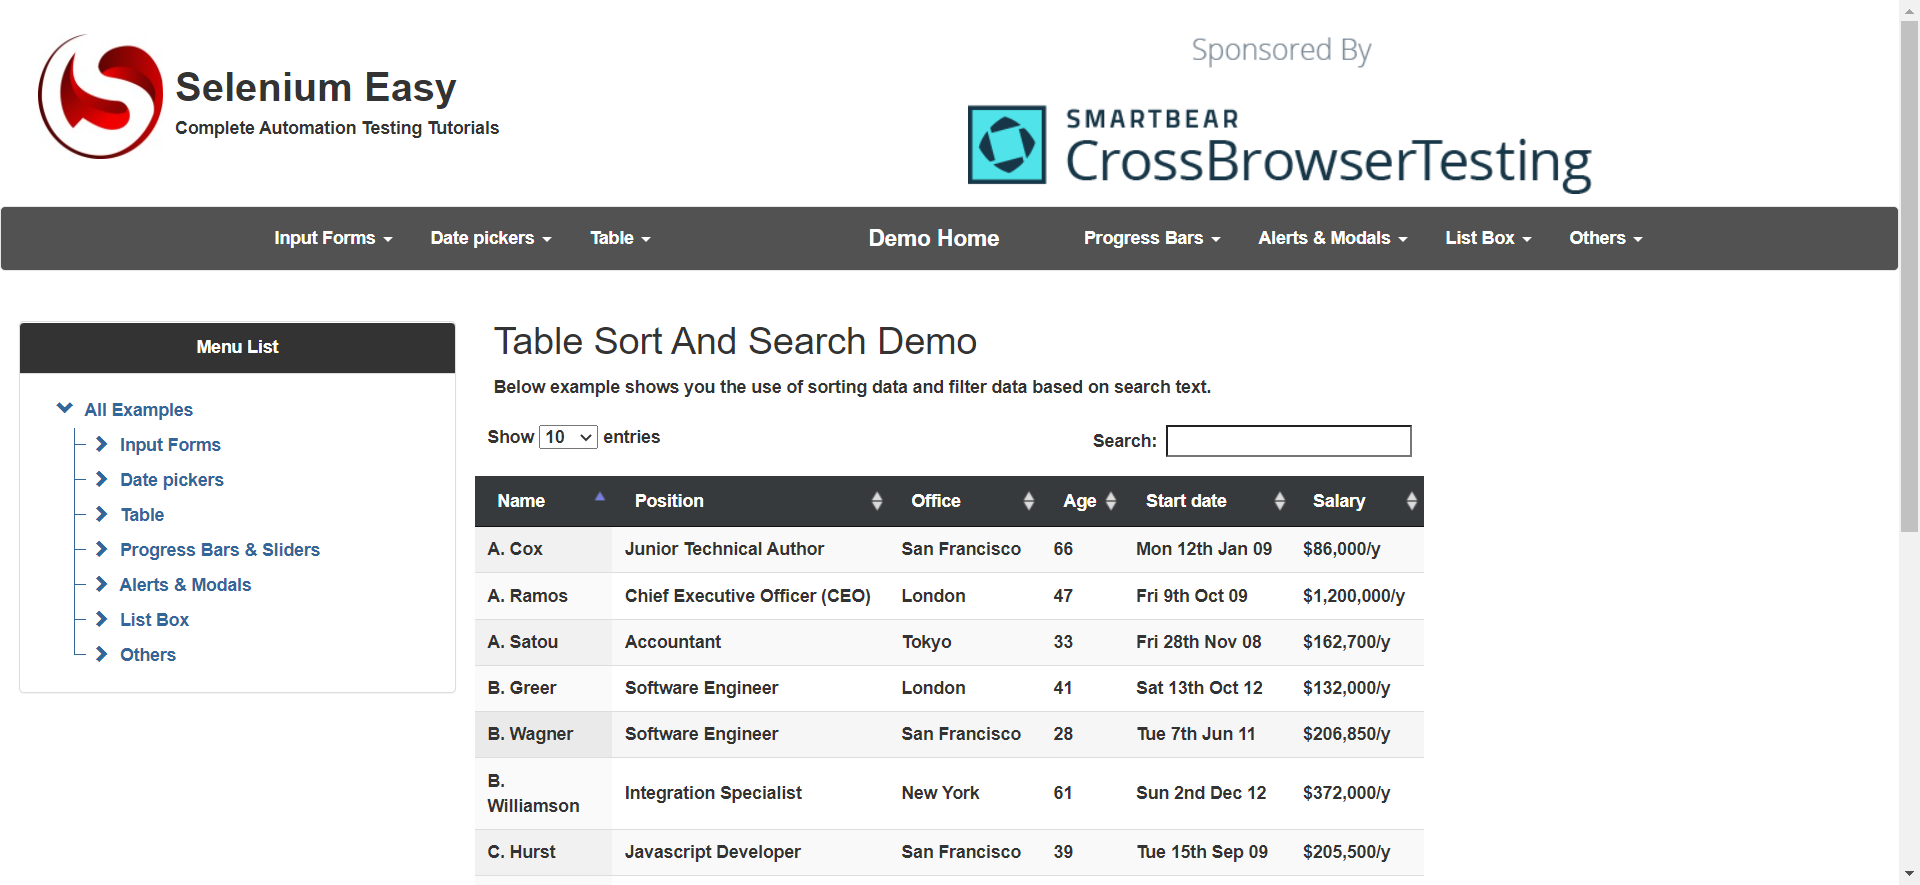 Selenium Easy
Complete Automation Testing Tutorials
Sponsored By
SMARTBEAR
CrossBrowserTesting
Input Forms Date pickers Table Demo Home Progress Bars Alerts & Modals List Box Others
Menu List
All Examples
Input Forms
Date pickers
Table
Progress Bars & Sliders
Alerts & Modals
List Box
Others
Table Sort And Search Demo
Below example shows you the use of sorting data and filter data based on search text.
Show 10 entries Search:
Name Position Office Age Start date Salary
A. Cox Junior Technical Author San Francisco 66 Mon 12th Jan 09 $86,000/y
A. Ramos Chief Executive Officer (CEO) London 47 Fri 9th Oct 09 $1,200,000/y
A. Satou Accountant Tokyo 33 Fri 28th Nov 08 $162,700/y
B. Greer Software Engineer London 41 Sat 13th Oct 12 $132,000/y
B. Wagner Software Engineer San Francisco 28 Tue 7th Jun 11 $206,850/y
B.
Williamson Integration Specialist New York 61 Sun 2nd Dec 12 $372,000/y
C. Hurst Javascript Developer San Francisco 39 Tue 15th Sep 09 $205,500/y